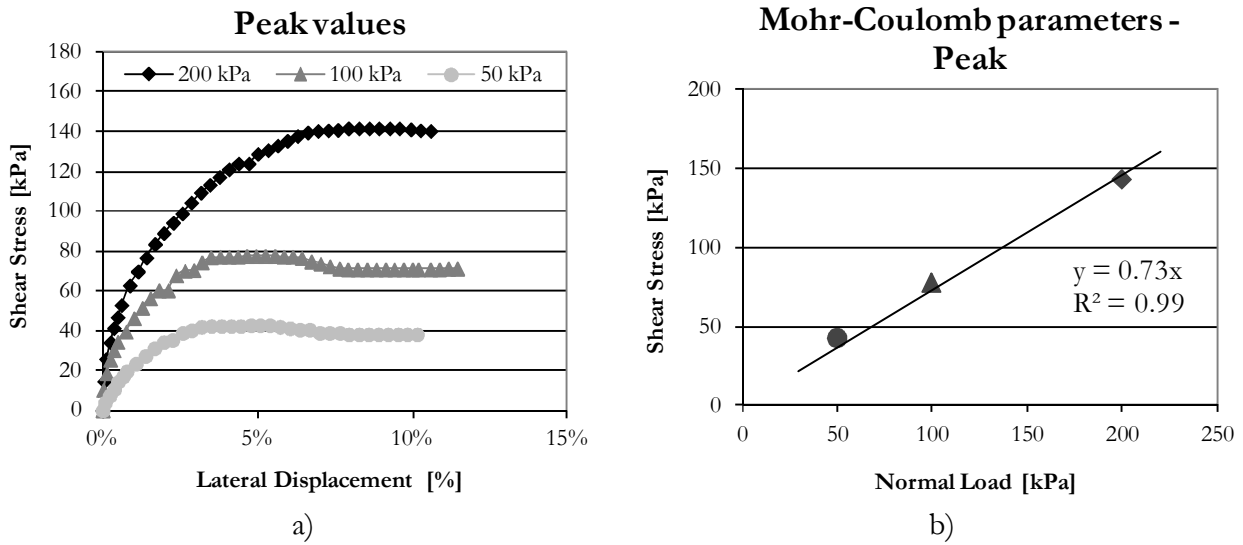 Peak values
180
160
140
120
100
80
60
40
20
0
200 kPa 100 kPa 50 kPa
Shear Stress [kPa]
0% 5% 10% 15%
Lateral Displacement [%]
a)
Mohr-Coulomb parameters -
Peak
200
150
100
50
0
Shear Stress [kPa]
y = 0.73x
R² = 0.99
0 50 100 150 200 250
Normal Load [kPa]
b)